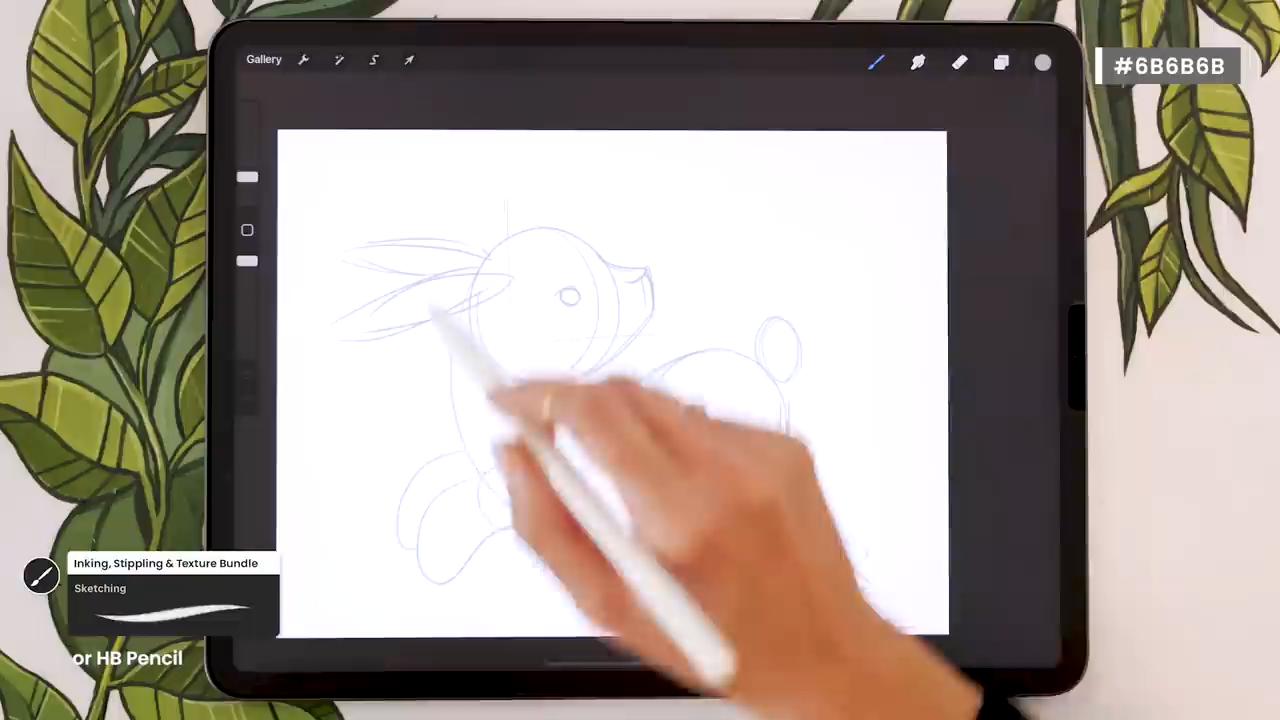 Gallery
#6B6B6B
Inking, Stippling & Texture Bundle
Sketching
or HB Pencil